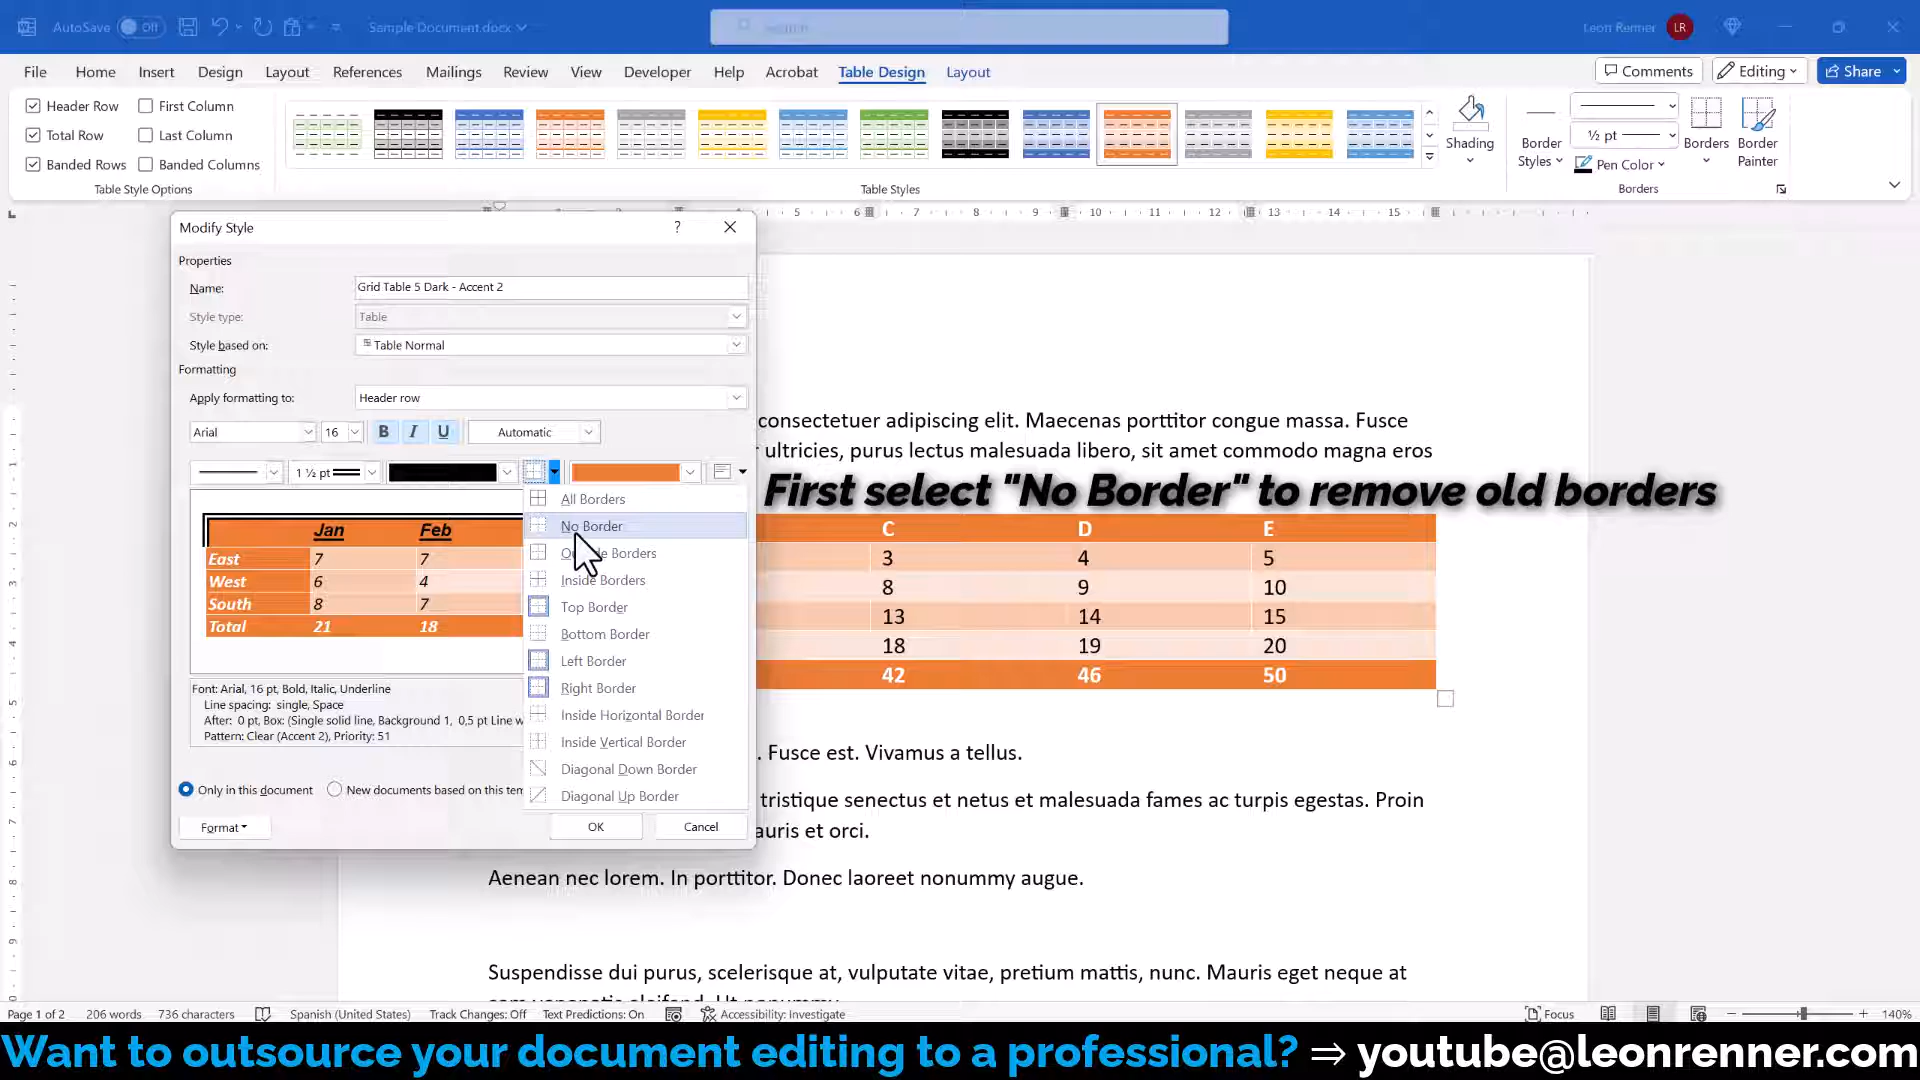 AutoSave Off Sample Document.docx Search Leon Renner LR
File Home Insert Design Layout References Mailings Review View Developer Help Acrobat Table Design Layout Comments Editing Share
Header Row First Column
Total Row Last Column
Banded Rows Banded Columns
Table Style Options
Table Styles
Shading
Border Styles
½ pt
Pen Color
Borders
Border Painter
Borders
5 6 7 8 9 10 11 12 13 14 15
Modify Style ?
Properties
Name: Grid Table 5 Dark - Accent 2
Style type: Table
Style based on: Table Normal
Formatting
Apply formatting to: Header row
Arial 16 B I U Automatic
1 ½ pt
Jan Feb
East 7 7
West 6 4
South 8 7
Total 21 18
Font: Arial, 16 pt, Bold, Italic, Underline
Line spacing: single, Space
After: 0 pt, Box: (Single solid line, Background 1, 0,5 pt Line w
Pattern: Clear (Accent 2), Priority: 51
Only in this document New documents based on this tem
Format OK Cancel
All Borders
No Border
Borders
Inside Borders
Top Border
Bottom Border
Left Border
Right Border
Inside Horizontal Border
Inside Vertical Border
Diagonal Down Border
Diagonal Up Border
consectetuer adipiscing elit. Maecenas porttitor congue massa. Fusce
ultricies, purus lectus malesuada libero, sit amet commodo magna eros
First select "No Border" to remove old borders
C D E
3 4 5
8 9 10
13 14 15
18 19 20
42 46 50
. Fusce est. Vivamus a tellus.
tristique senectus et netus et malesuada fames ac turpis egestas. Proin
auris et orci.
Aenean nec lorem. In porttitor. Donec laoreet nonummy augue.
Suspendisse dui purus, scelerisque at, vulputate vitae, pretium mattis, nunc. Mauris eget neque at
Page 1 of 2 206 words 736 characters Spanish (United States) Track Changes: Off Text Predictions: On Accessibility: Investigate Focus 140%
Want to outsource your document editing to a professional? ⇒ youtube@leonrenner.com